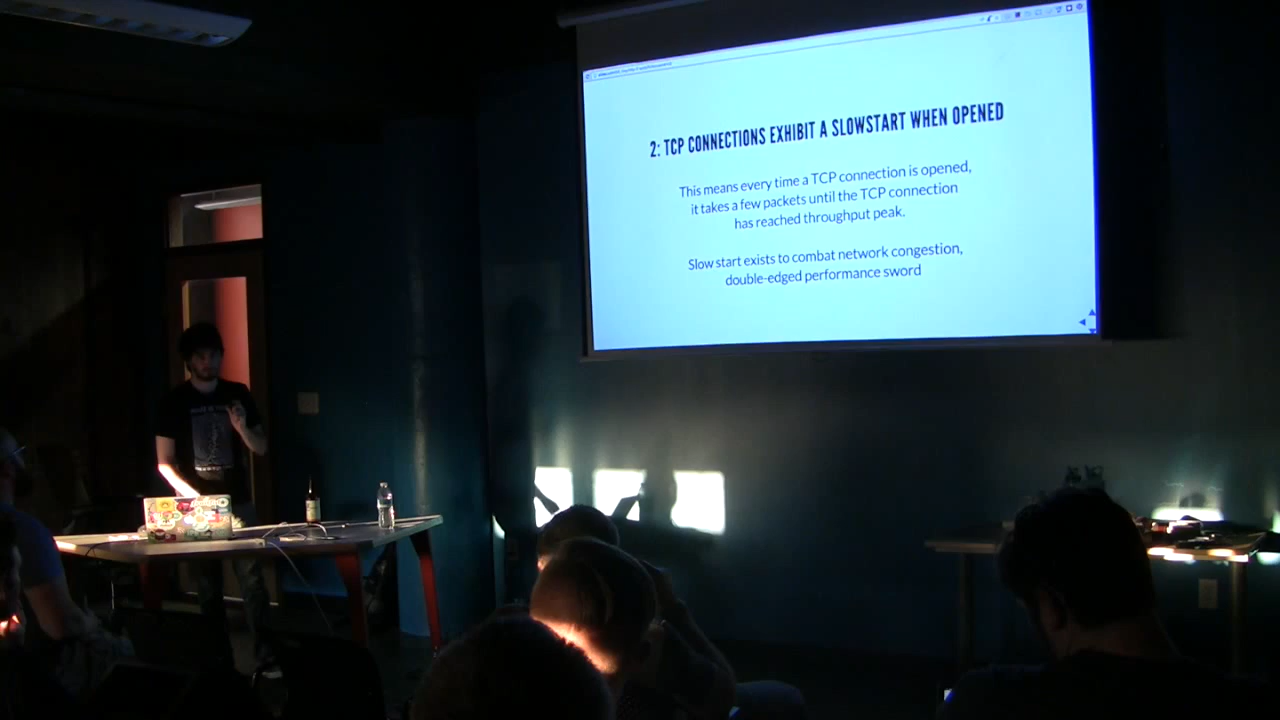 2: TCP CONNECTIONS EXHIBIT A SLOWSTART WHEN OPENED
This means every time a TCP connection is opened,
it takes a few packets until the TCP connection
has reached throughput peak.
Slow start exists to combat network congestion,
double-edged performance sword